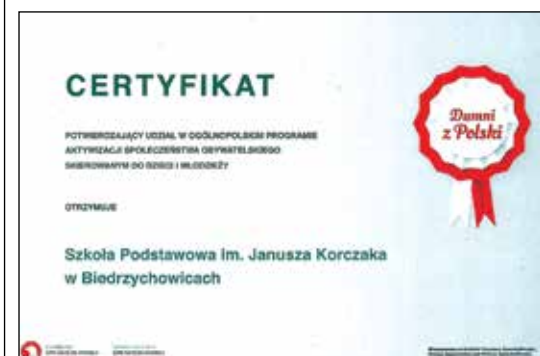 CERTYFIKAT
POTWIERDZAJĄCY UDZIAŁ W OGÓLNOPOLSKIM PROGRAMIE
AKTYWIZACJI SPOŁECZEŃSTWA OBYWATELSKIEGO
SKIEROWANYM DO DZIECI I MŁODZIEŻY
OTRZYMUJE
Szkoła Podstawowa im. Janusza Korczaka
w Biedrzychowicach
Dumni
z Polski